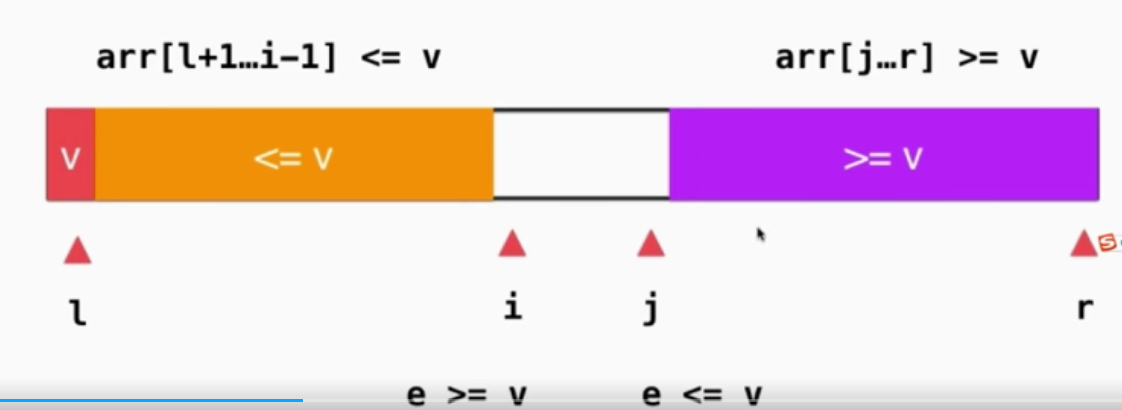 arr[l+1…i-1] <= v arr[j…r] >= v
v <= v >= v
l i j r
e >= v e <= v